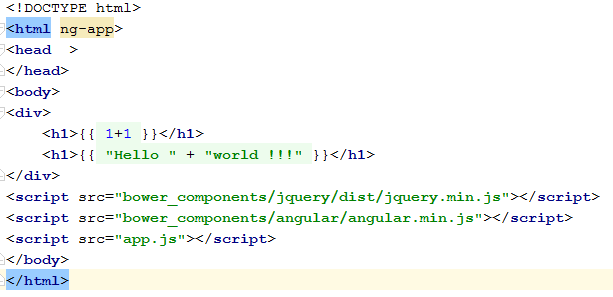 <!DOCTYPE html>
<html ng-app>
<head  >
</head>
<body>
<div>
    <h1>{{ 1+1 }}</h1>
    <h1>{{ "Hello " + "world !!!" }}</h1>
</div>
<script src="bower_components/jquery/dist/jquery.min.js"></script>
<script src="bower_components/angular/angular.min.js"></script>
<script src="app.js"></script>
</body>
</html>